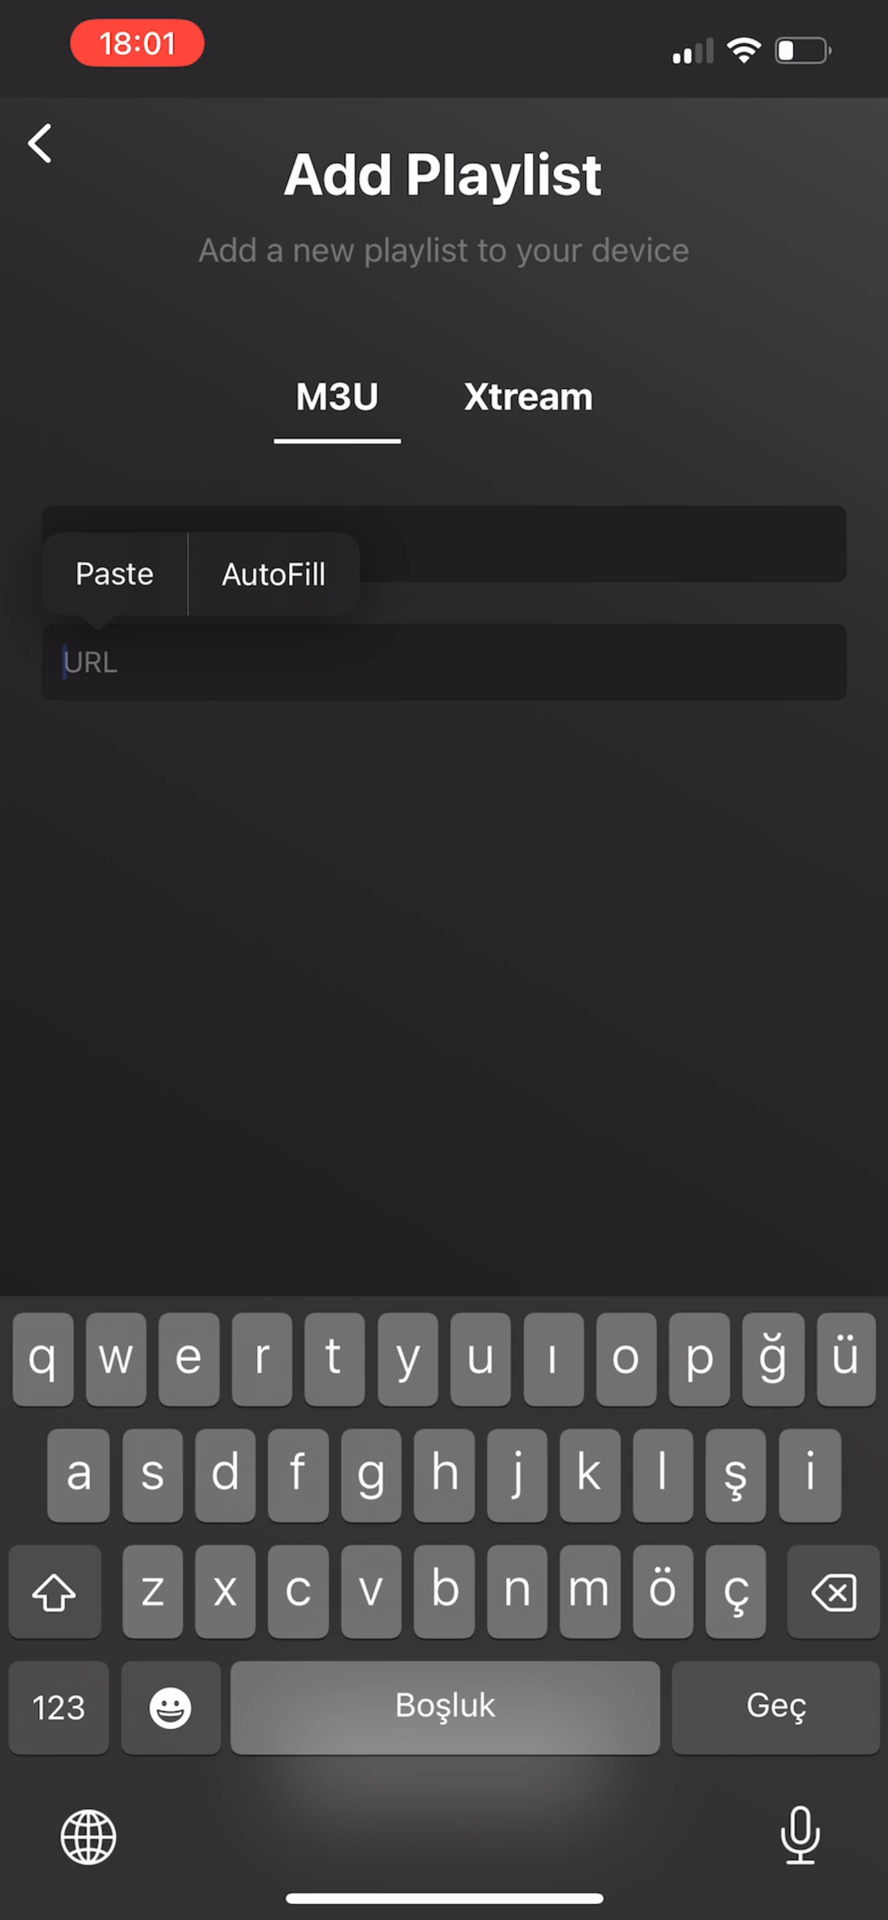 18:01
Add Playlist
Add a new playlist to your device
M3U Xtream
Paste AutoFill
URL
q w e r t y u ı o p ğ ü
a s d f g h j k l ş i
z x c v b n m ö ç
123 Boşluk Geç